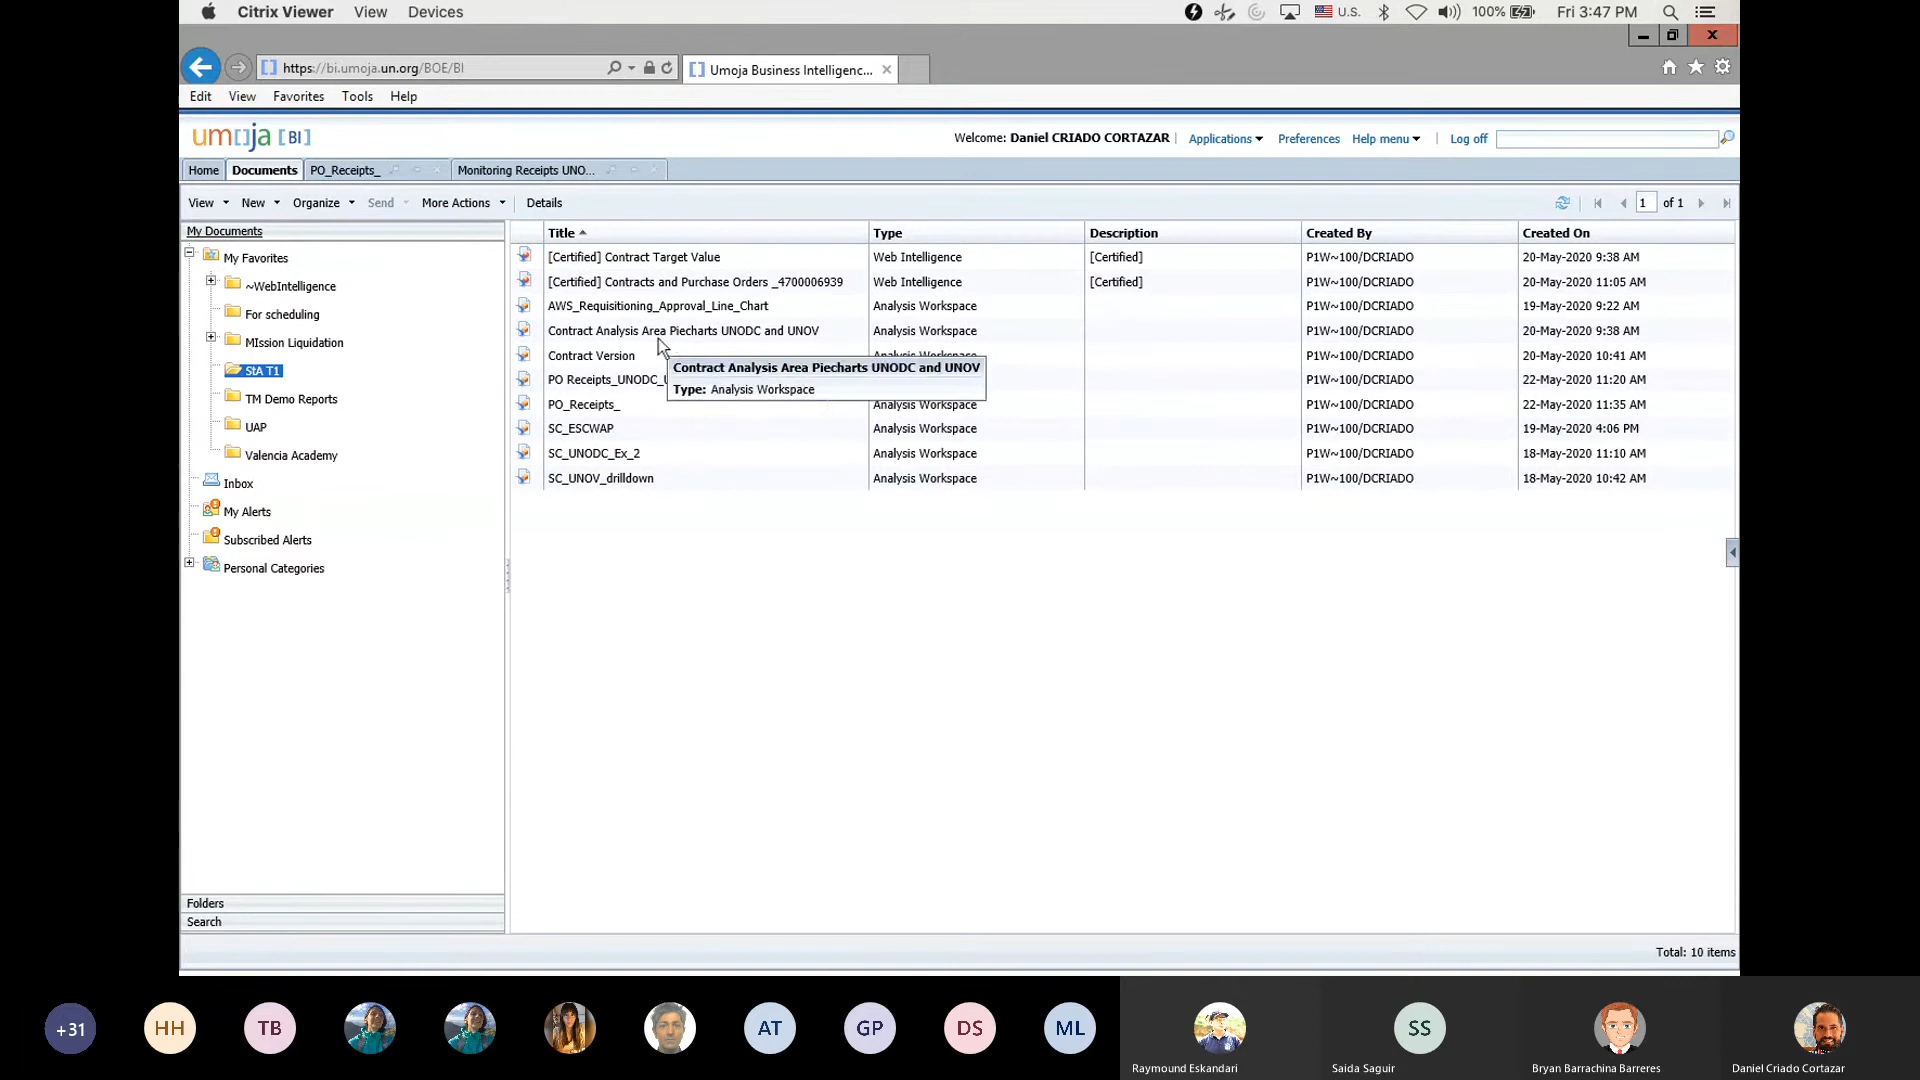 Citrix Viewer View Devices
U.S. 100% Fri 3:47 PM
https://bi.umoja.un.org/BOE/BI
Umoja Business Intelligenc...
Edit View Favorites Tools Help
um[]ja [BI]
Welcome: Daniel CRIADO CORTAZAR Applications Preferences Help menu Log off
Home Documents PO_Receipts_ Monitoring Receipts UNO...
View New Organize Send More Actions Details 1 of 1
My Documents
My Favorites
~WebIntelligence
For scheduling
MIssion Liquidation
StA T1
TM Demo Reports
UAP
Valencia Academy
Inbox
My Alerts
Subscribed Alerts
Personal Categories
Folders
Search
Title Type Description Created By Created On
[Certified] Contract Target Value Web Intelligence [Certified] P1W~100/DCRIADO 20-May-2020 9:38 AM
[Certified] Contracts and Purchase Orders _4700006939 Web Intelligence [Certified] P1W~100/DCRIADO 20-May-2020 11:05 AM
AWS_Requisitioning_Approval_Line_Chart Analysis Workspace P1W~100/DCRIADO 19-May-2020 9:22 AM
Contract Analysis Area Piecharts UNODC and UNOV Analysis Workspace P1W~100/DCRIADO 20-May-2020 9:38 AM
Contract Version Analysis Workspace P1W~100/DCRIADO 20-May-2020 10:41 AM
Contract Analysis Area Piecharts UNODC and UNOV
Type: Analysis Workspace
PO Receipts_UNODC_ P1W~100/DCRIADO 22-May-2020 11:20 AM
PO_Receipts_ Analysis Workspace P1W~100/DCRIADO 22-May-2020 11:35 AM
SC_ESCWAP Analysis Workspace P1W~100/DCRIADO 19-May-2020 4:06 PM
SC_UNODC_Ex_2 Analysis Workspace P1W~100/DCRIADO 18-May-2020 11:10 AM
SC_UNOV_drilldown Analysis Workspace P1W~100/DCRIADO 18-May-2020 10:42 AM
Total: 10 items
+31 HH TB AT GP DS ML SS
Raymound Eskandari Saida Saguir Bryan Barrachina Barreres Daniel Criado Cortazar